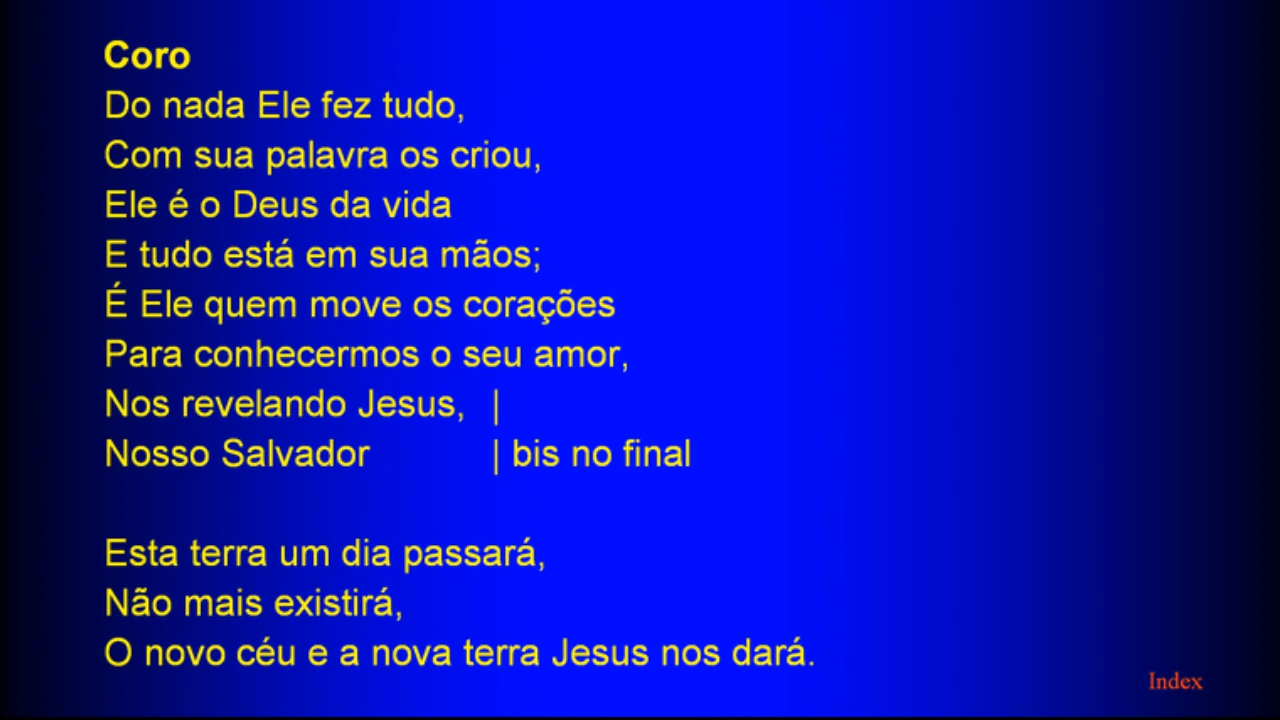 Coro
Do nada Ele fez tudo,
Com sua palavra os criou,
Ele é o Deus da vida
E tudo está em sua mãos;
É Ele quem move os corações
Para conhecermos o seu amor,
Nos revelando Jesus, |
Nosso Salvador | bis no final
Esta terra um dia passará,
Não mais existirá,
O novo céu e a nova terra Jesus nos dará.
Index